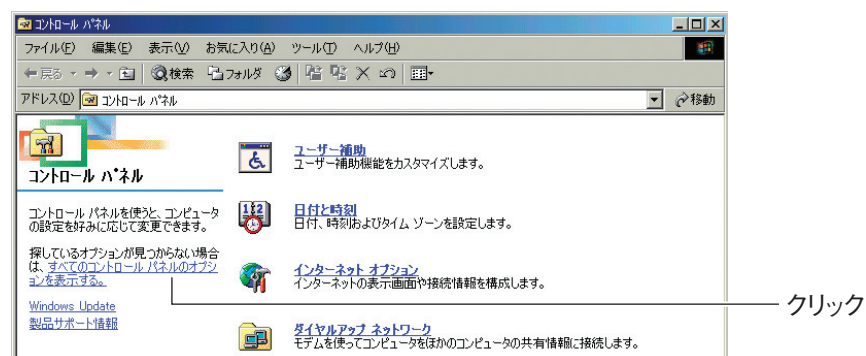 コントロール パネル
ファイル(F) 編集(E) 表示(V) お気に入り(A) ツール(T) ヘルプ(H)
戻る 検索 フォルダ
アドレス(D) コントロール パネル 移動
コントロール パネル
コントロール パネルを使うと、コンピュータ
の設定を好みに応じて変更できます。
探しているオプションが見つからない場合
は、すべてのコントロール パネルのオプシ
ョンを表示する。
Windows Update
製品サポート情報
ユーザー補助
ユーザー補助機能をカスタマイズします。
日付と時刻
日付、時刻およびタイム ゾーンを設定します。
インターネット オプション
インターネットの表示画面や接続情報を構成します。
ダイヤルアップ ネットワーク
モデムを使ってコンピュータをほかのコンピュータの共有情報に接続します。
クリック